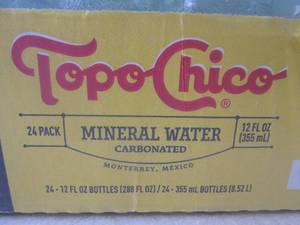 Topo Chico®
24 PACK
MINERAL WATER
CARBONATED
12 FL OZ
(355 mL)
MONTERREY, MÉXICO
24 - 12 FL OZ BOTTLES (288 FL OZ) / 24 - 355 mL BOTTLES (8.52 L)